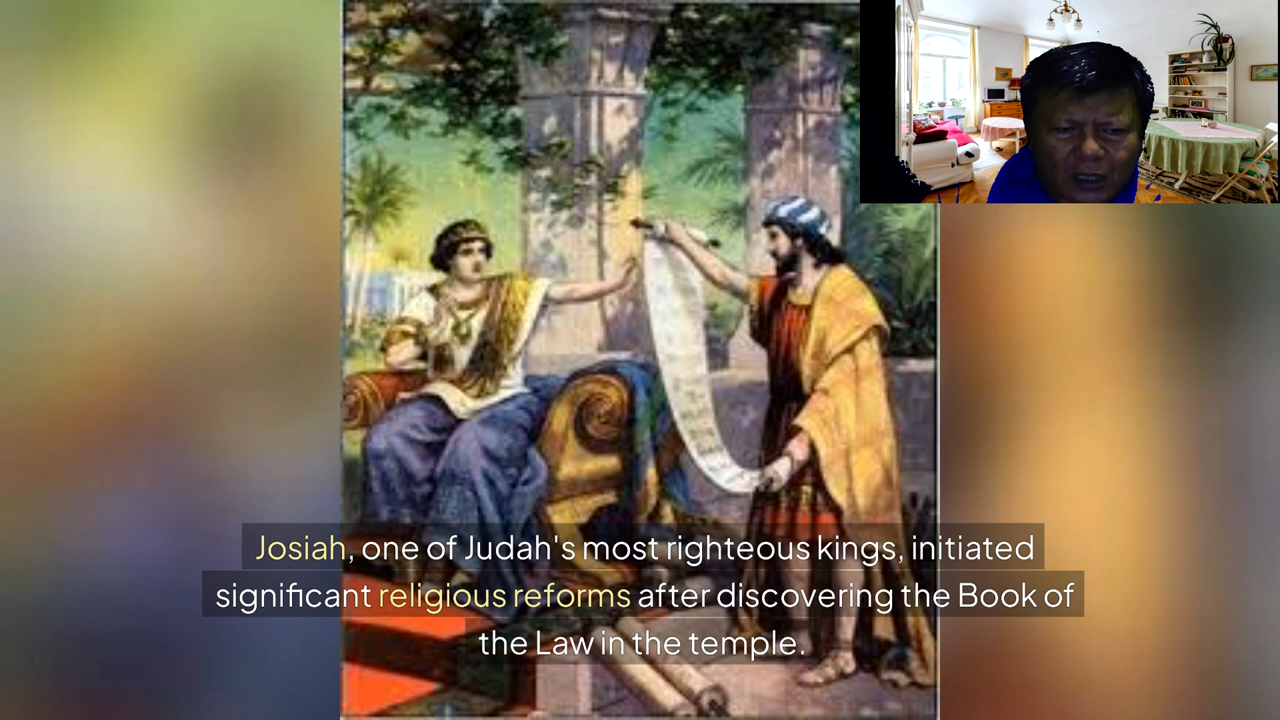 Josiah, one of Judah's most righteous kings, initiated
significant religious reforms after discovering the Book of
the Law in the temple.